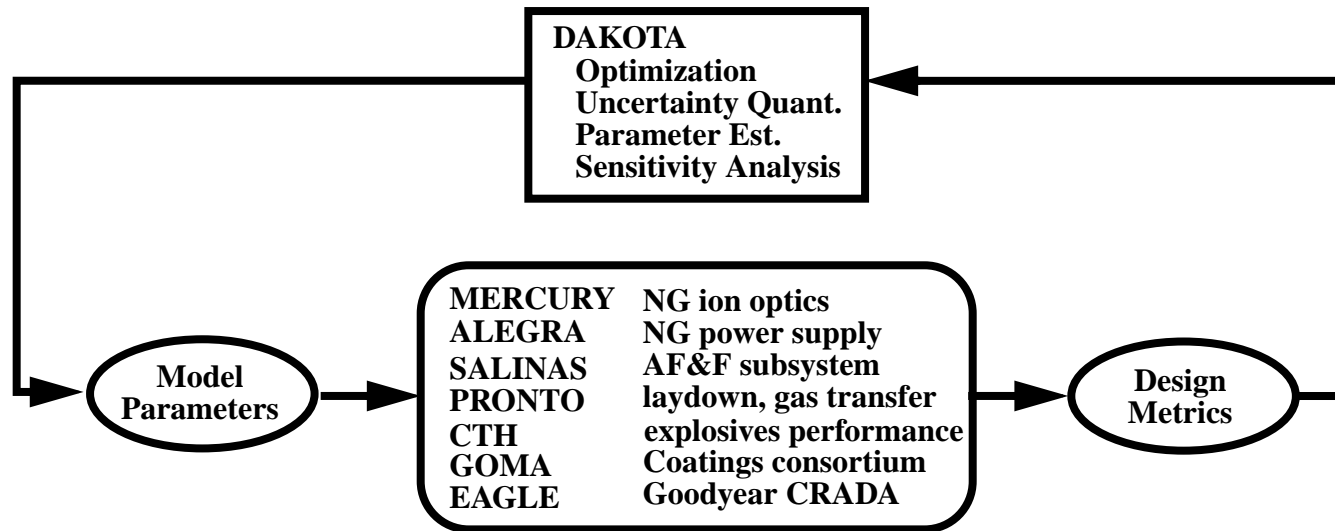 DAKOTA
Optimization
Uncertainty Quant.
Parameter Est.
Sensitivity Analysis
Model
Parameters
MERCURY NG ion optics
ALEGRA NG power supply
SALINAS AF&F subsystem
PRONTO laydown, gas transfer
CTH explosives performance
GOMA Coatings consortium
EAGLE Goodyear CRADA
Design
Metrics